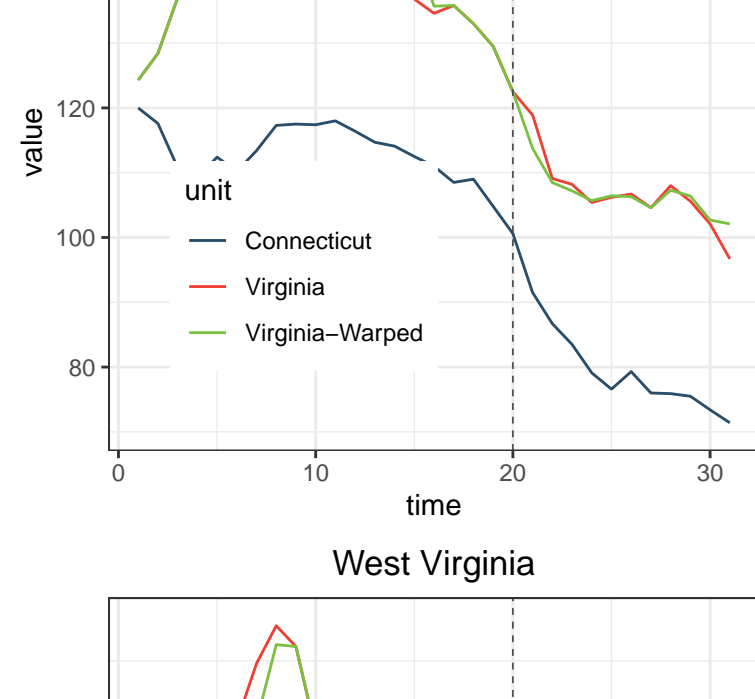 value
120
100
80
unit
Connecticut
Virginia
Virginia−Warped
0 10 20 30
time
West Virginia